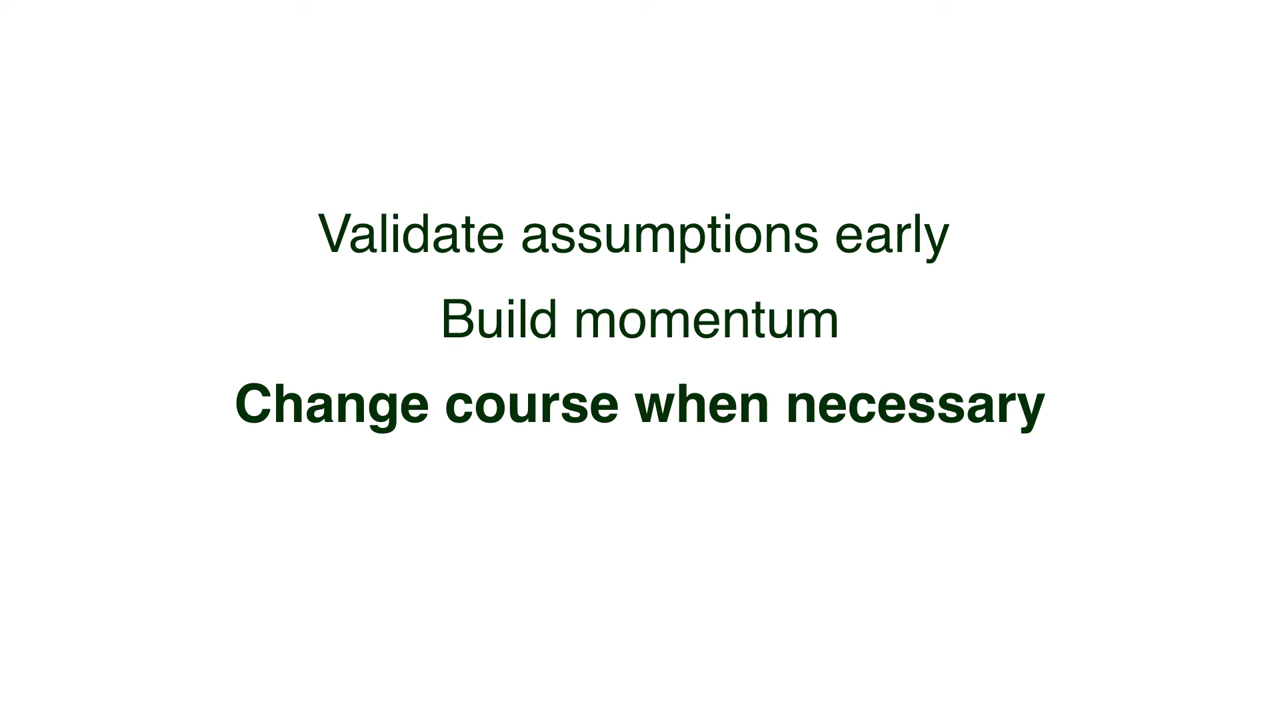 Validate assumptions early
Build momentum
Change course when necessary